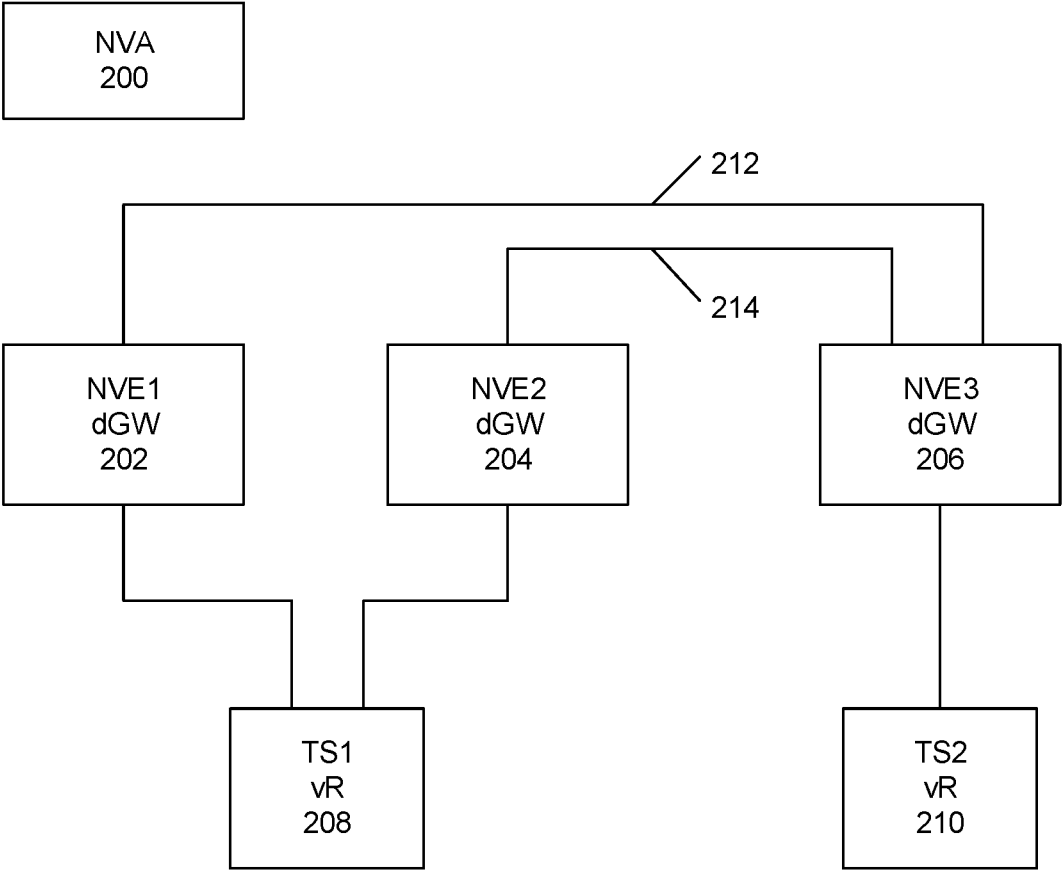 NVA
200
212
214
NVE1
dGW
202
NVE2
dGW
204
NVE3
dGW
206
TS1
vR
208
TS2
vR
210